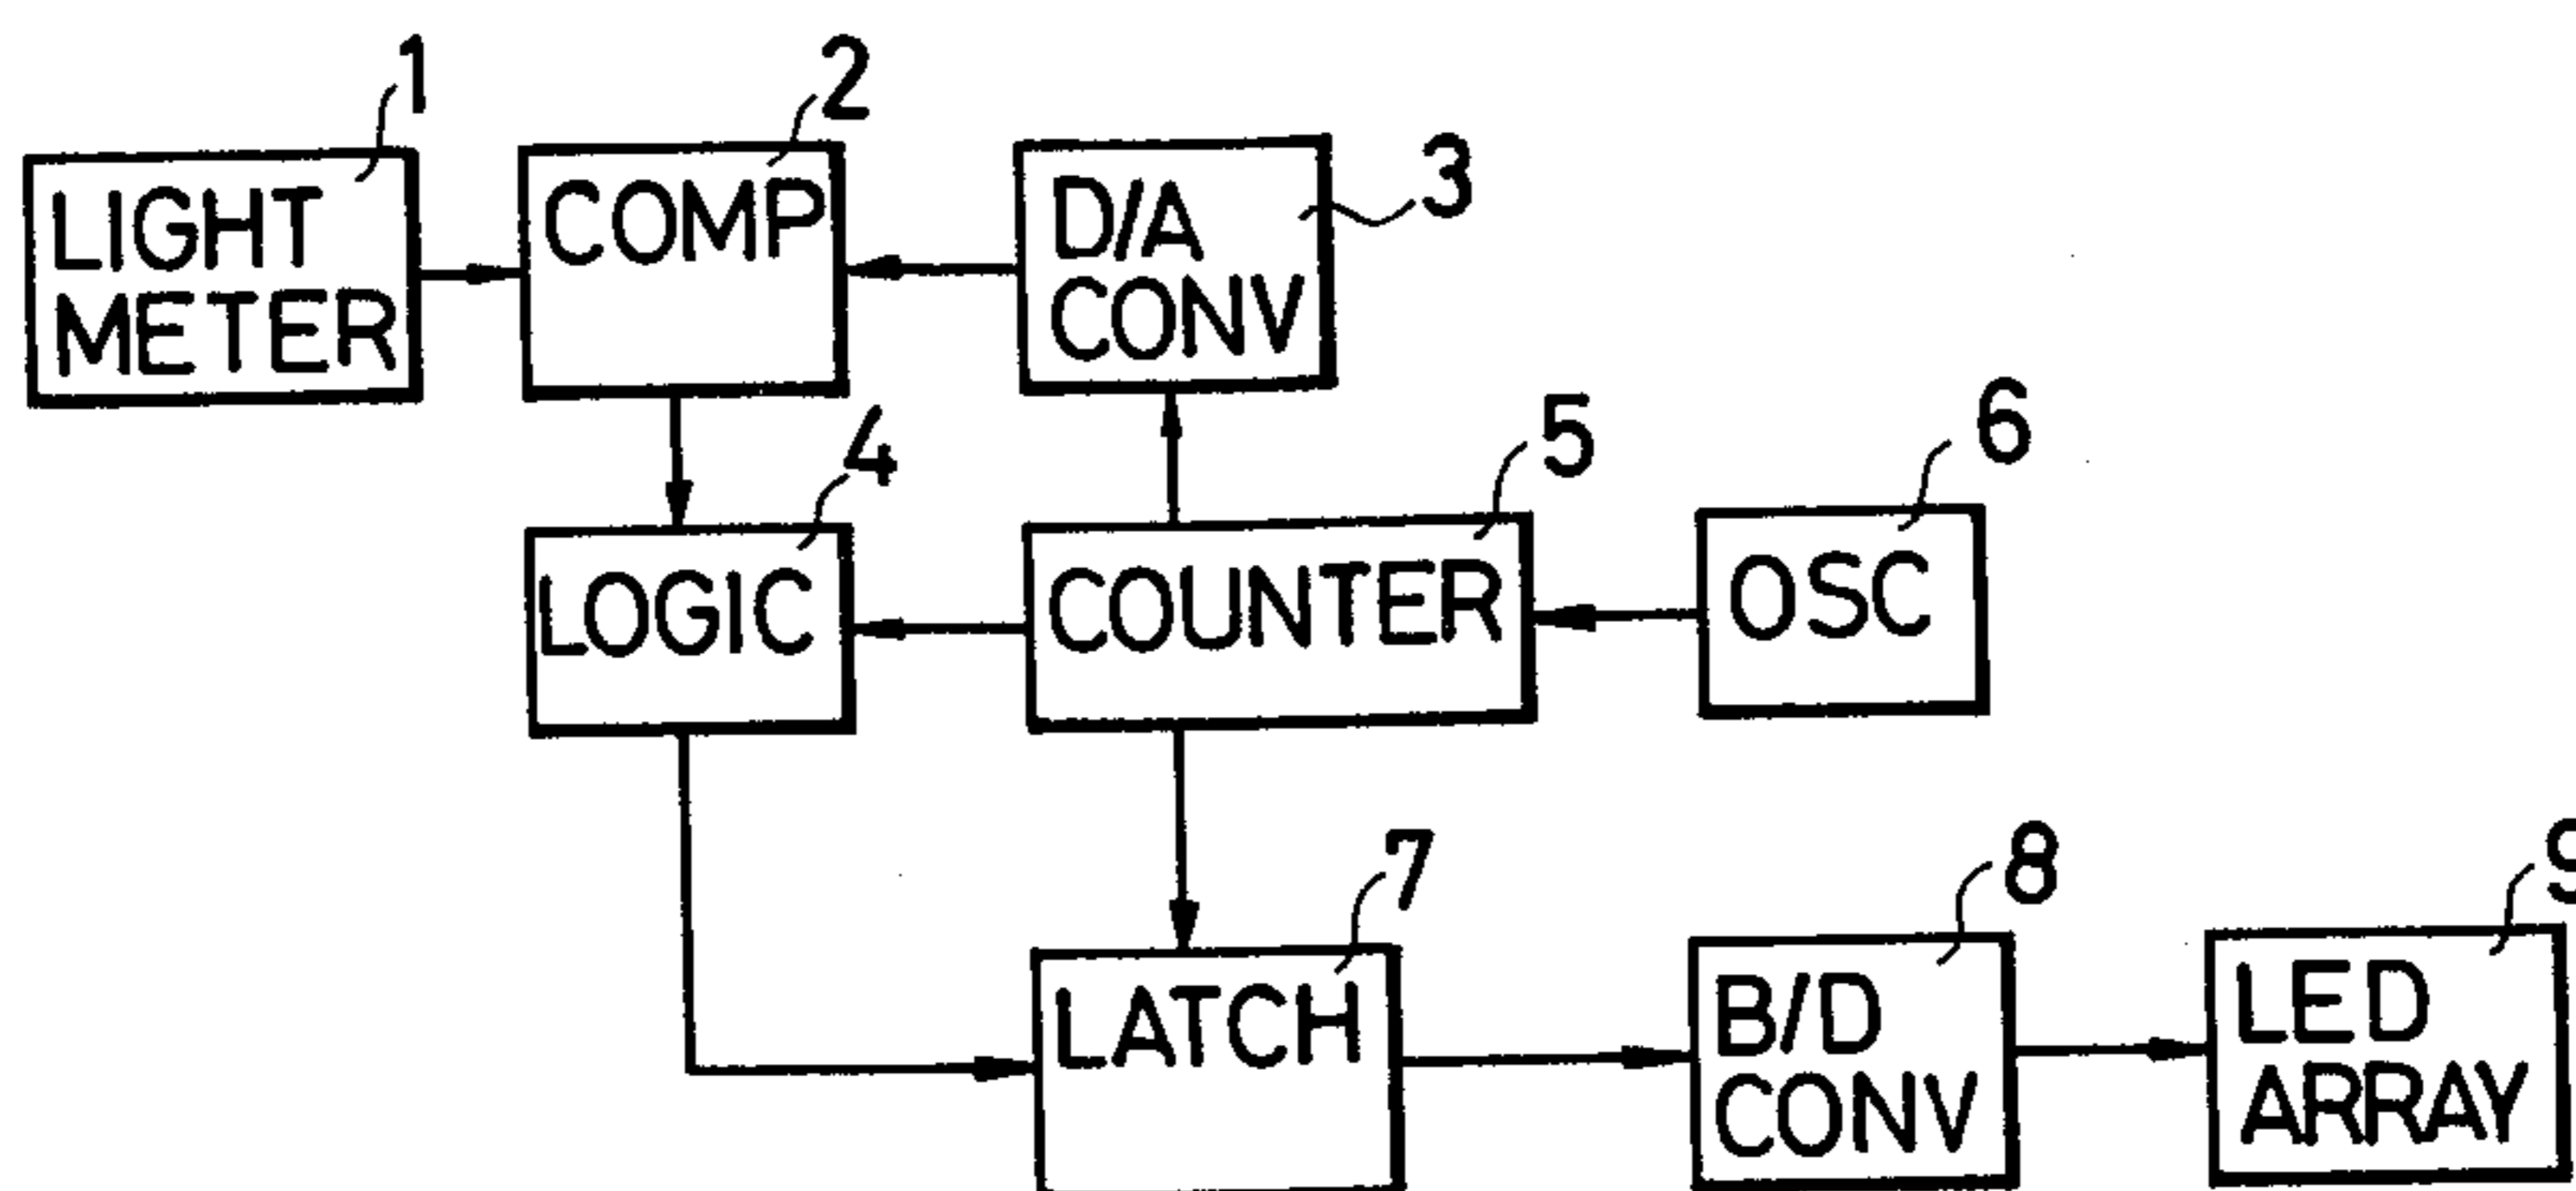 1
LIGHT
METER
2
COMP
3
D/A
CONV
4
LOGIC
5
COUNTER
6
OSC
7
LATCH
8
B/D
CONV
9
LED
ARRAY